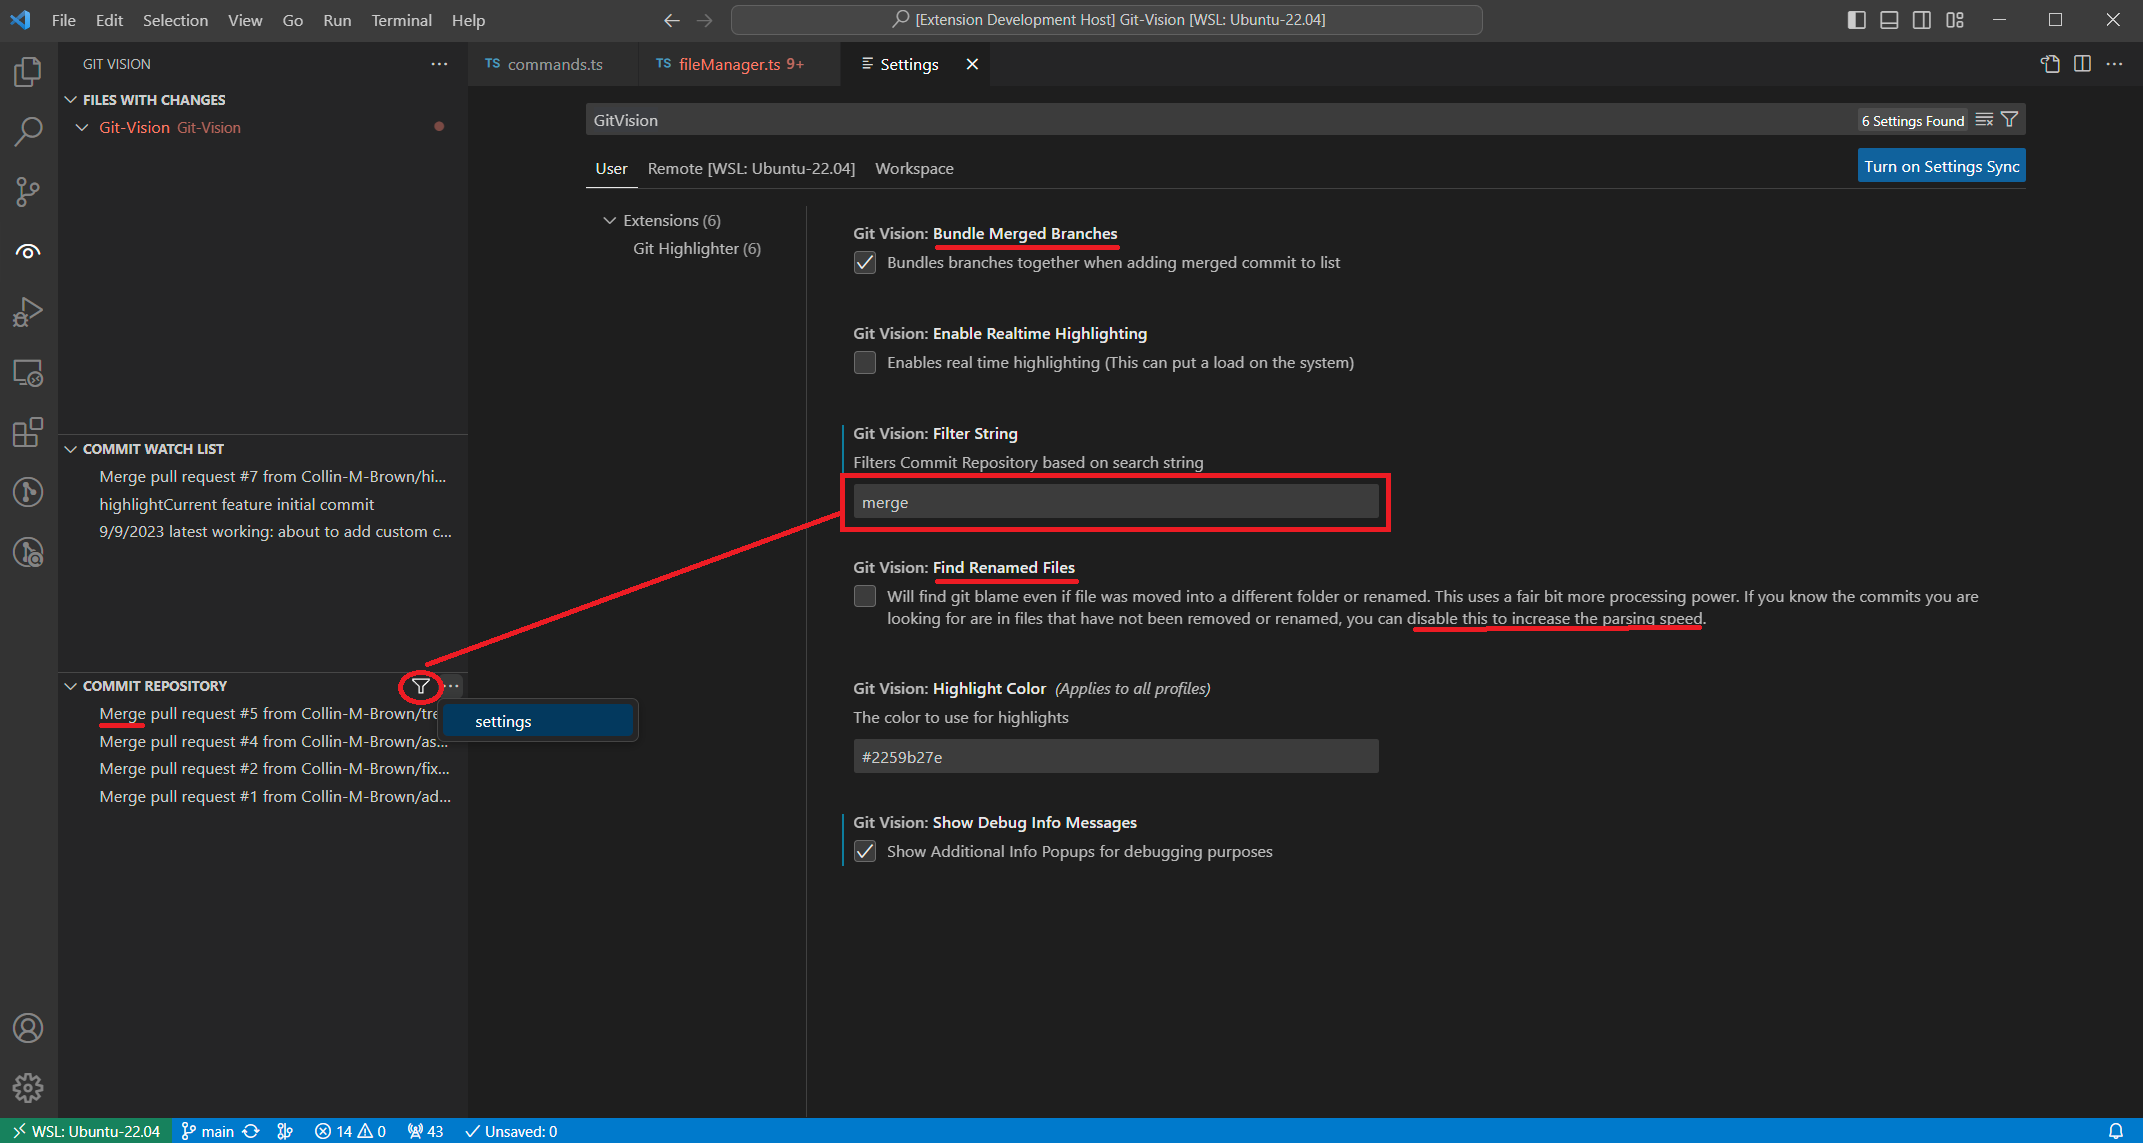 File Edit Selection View Go Run Terminal Help
[Extension Development Host] Git-Vision [WSL: Ubuntu-22.04]
GIT VISION
FILES WITH CHANGES
Git-Vision Git-Vision
COMMIT WATCH LIST
Merge pull request #7 from Collin-M-Brown/hi...
highlightCurrent feature initial commit
9/9/2023 latest working: about to add custom c...
COMMIT REPOSITORY
Merge pull request #5 from Collin-M-Brown/tre
settings
Merge pull request #4 from Collin-M-Brown/as...
Merge pull request #2 from Collin-M-Brown/fix...
Merge pull request #1 from Collin-M-Brown/ad...
TS commands.ts
TS fileManager.ts 9+
Settings
GitVision
6 Settings Found
User Remote [WSL: Ubuntu-22.04] Workspace
Turn on Settings Sync
Extensions (6)
Git Highlighter (6)
Git Vision: Bundle Merged Branches
Bundles branches together when adding merged commit to list
Git Vision: Enable Realtime Highlighting
Enables real time highlighting (This can put a load on the system)
Git Vision: Filter String
Filters Commit Repository based on search string
merge
Git Vision: Find Renamed Files
Will find git blame even if file was moved into a different folder or renamed. This uses a fair bit more processing power. If you know the commits you are
looking for are in files that have not been removed or renamed, you can disable this to increase the parsing speed.
Git Vision: Highlight Color (Applies to all profiles)
The color to use for highlights
#2259b27e
Git Vision: Show Debug Info Messages
Show Additional Info Popups for debugging purposes
WSL: Ubuntu-22.04 main 14 0 43 Unsaved: 0